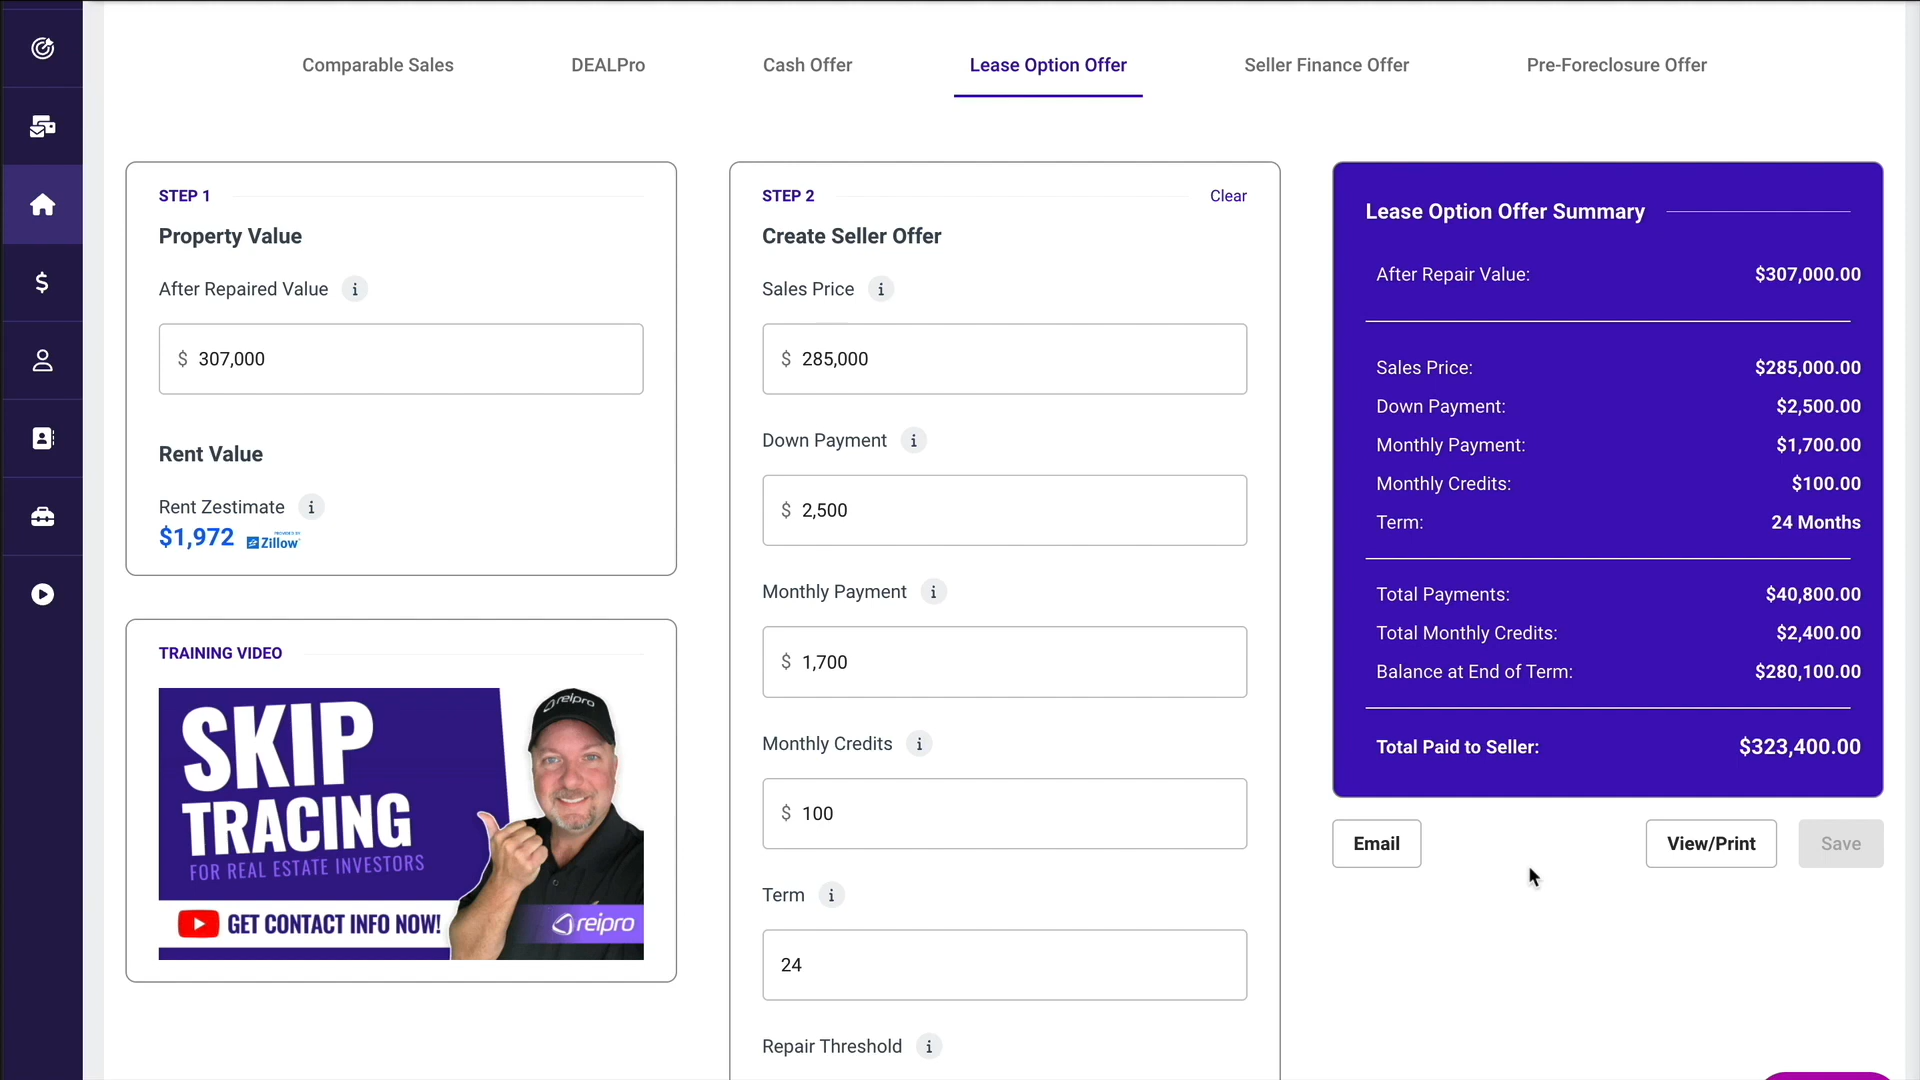 Comparable Sales
DEALPro
Cash Offer
Lease Option Offer
Seller Finance Offer
Pre-Foreclosure Offer
STEP 1
Property Value
After Repaired Value i
$ 307,000
Rent Value
Rent Zestimate i
$1,972 Zillow
TRAINING VIDEO
reipro
SKIP
TRACING
FOR REAL ESTATE INVESTORS
GET CONTACT INFO NOW!
reipro
STEP 2
Clear
Create Seller Offer
Sales Price i
$ 285,000
Down Payment i
$ 2,500
Monthly Payment i
$ 1,700
Monthly Credits i
$ 100
Term i
24
Repair Threshold i
Lease Option Offer Summary
After Repair Value: $307,000.00
Sales Price: $285,000.00
Down Payment: $2,500.00
Monthly Payment: $1,700.00
Monthly Credits: $100.00
Term: 24 Months
Total Payments: $40,800.00
Total Monthly Credits: $2,400.00
Balance at End of Term: $280,100.00
Total Paid to Seller: $323,400.00
Email
View/Print
Save